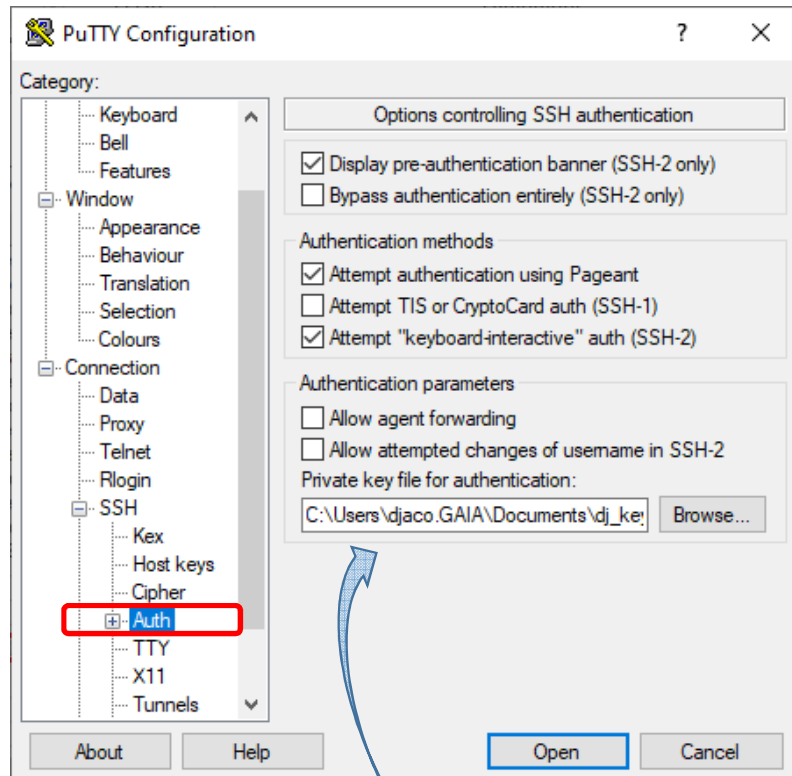 PuTTY Configuration
?
Category:
Keyboard
Bell
Features
Window
Appearance
Behaviour
Translation
Selection
Colours
Connection
Data
Proxy
Telnet
Rlogin
SSH
Kex
Host keys
Cipher
Auth
TTY
X11
Tunnels
Options controlling SSH authentication
Display pre-authentication banner (SSH-2 only)
Bypass authentication entirely (SSH-2 only)
Authentication methods
Attempt authentication using Pageant
Attempt TIS or CryptoCard auth (SSH-1)
Attempt "keyboard-interactive" auth (SSH-2)
Authentication parameters
Allow agent forwarding
Allow attempted changes of username in SSH-2
Private key file for authentication:
C:\Users\djaco.GAIA\Documents\dj_key Browse...
About Help Open Cancel